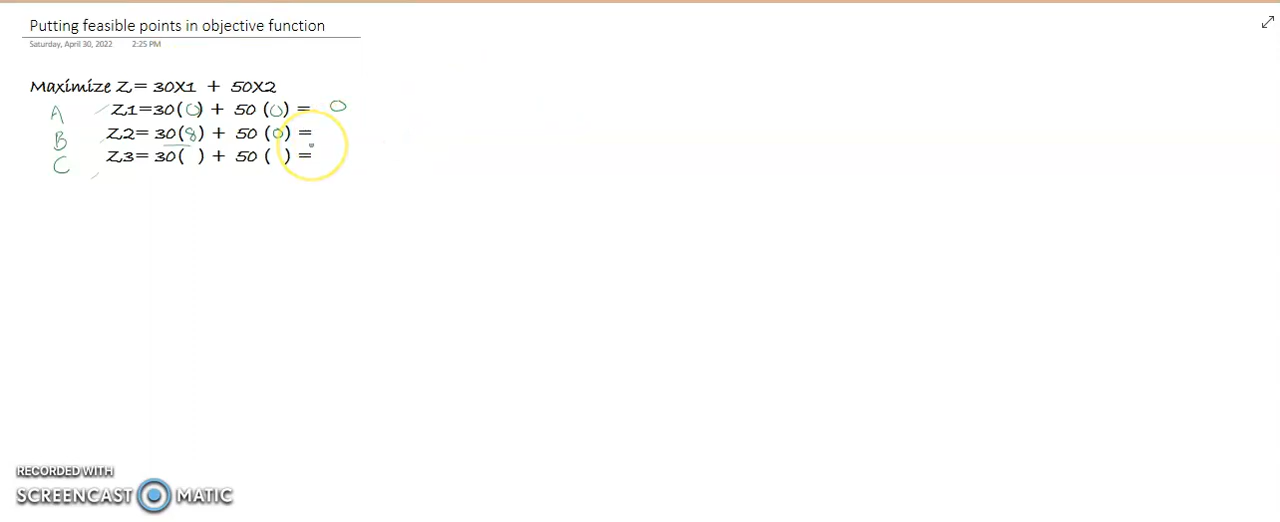 Putting feasible points in objective function
Saturday, April 30, 2022 2:25 PM
Maximize Z= 30X1 + 50X2
A Z1=30(0) + 50 (0) = 0
B Z2= 30(8) + 50 (0) =
C Z3= 30( ) + 50 ( ) =
RECORDED WITH
SCREENCAST MATIC